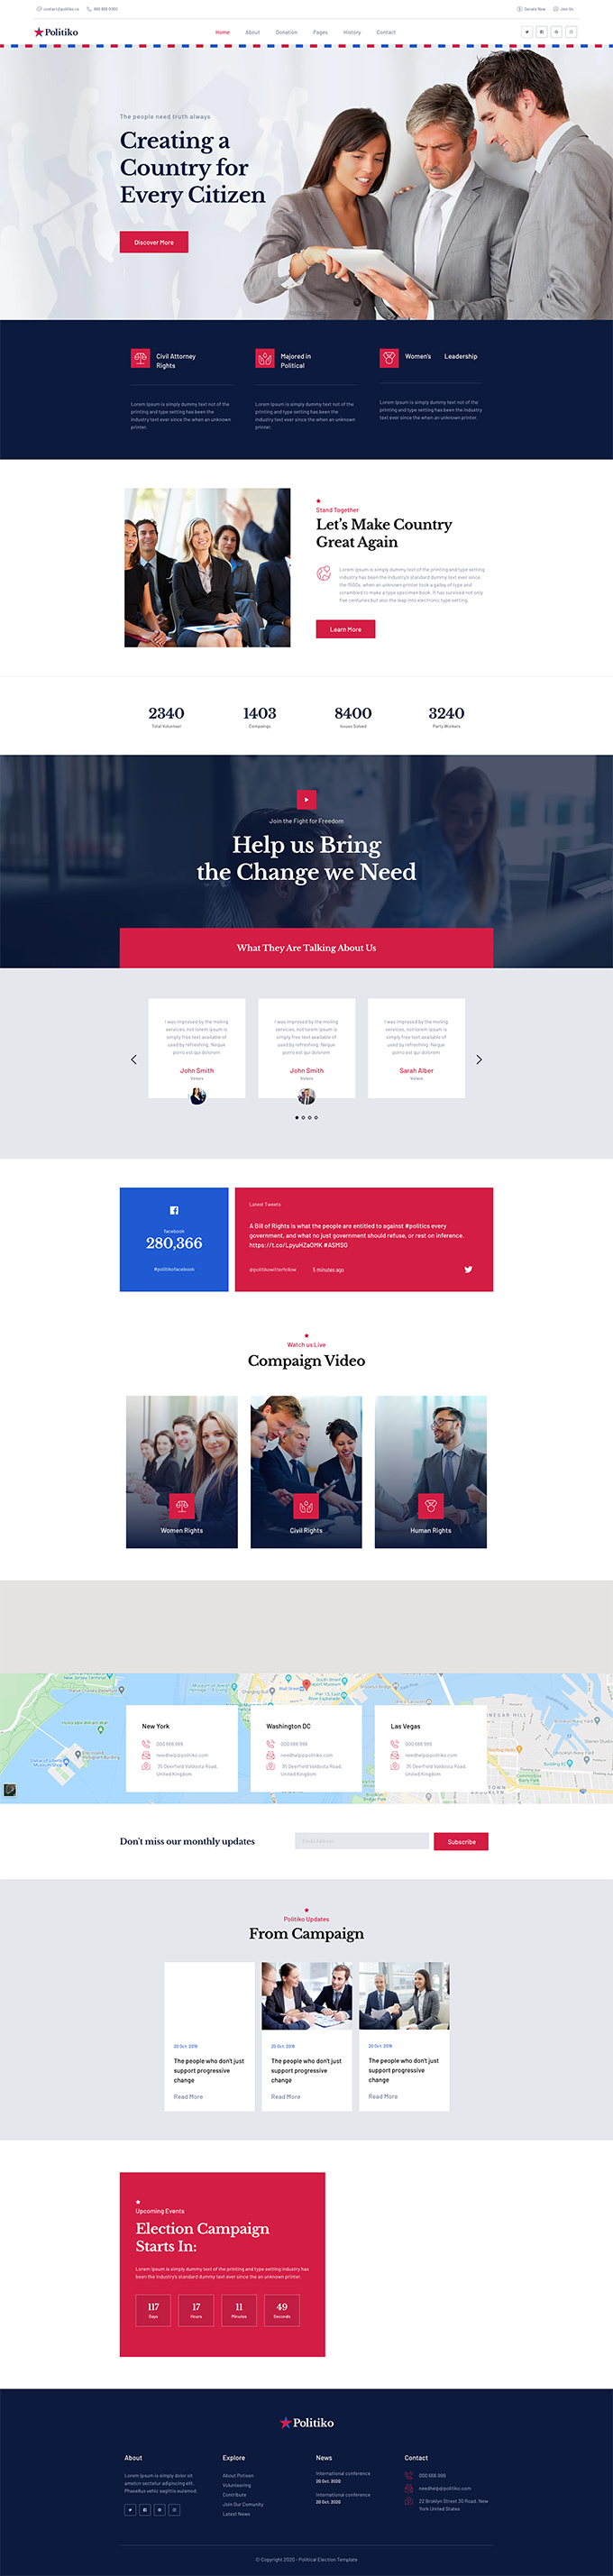 contact@politiko.co
Donate Now
Join Us
Politiko
Home
About
Donation
Pages
History
Contact
The people need truth always
Creating a
Country for
Every Citizen
Discover More
Civil Attorney
Rights
Majored in
Political
Women's Leadership
Lorem Ipsum is simply dummy text not of the
printing and type setting has been the
industry text ever since the an unknown
printer.
Lorem Ipsum is simply dummy text not of the
printing and type setting has been the
industry text ever since the an unknown
printer.
Lorem Ipsum is simply dummy text not of the
printing and type setting has been the
industry text ever since the an unknown
printer.
Stand Together
Let's Make Country
Great Again
Lorem Ipsum is simply dummy text of the printing and type setting
industry has been the industry's standard dummy text ever since
the 1500s, when an unknown printer took a galley of type and
scrambled to make a type specimen book. It has survived not only
five centuries but also the leap into electronic type setting.
Learn More
2340
1403
8400
3240
Total Volunteer
Compaings
Issues Solved
Party Workers
Join the Fight for Freedom
Help us Bring
the Change we Need
What They Are Talking About Us
I was impresed by the moling
services, not lorem ipsum is
simply free text available of
used by refreshing. Neque
porro est qui dolorem
John Smith
Voters
I was impresed by the moling
services, not lorem ipsum is
simply free text available of
used by refreshing. Neque
porro est qui dolorem
John Smith
Voters
I was impresed by the moling
services, not lorem ipsum is
simply free text available of
used by refreshing. Neque
porro est qui dolorem
Sarah Alber
Voters
facebook
280,366
#politikofacebook
Latest Tweets
A Bill of Rights is what the people are entitled to against #politics every
government, and what no just government should refuse, or rest on inference.
https://t.co/LpyuHZaOMK #ASMSG
@politikowitterfollow
5 minutes ago
Watch us Live
Compaign Video
Women Rights
Civil Rights
Human Rights
New York
000 888 999
needhelp@politiko.com
35 Deerfield Valdosta Road,
United Kingdom
Washington DC
000 888 999
needhelp@politiko.com
35 Deerfield Valdosta Road,
United Kingdom
Las Vegas
000 888 999
needhelp@politiko.com
35 Deerfield Valdosta Road,
United Kingdom
Don't miss our monthly updates
Email Address
Subscribe
Politiko Updates
From Campaign
20 Oct. 2019
The people who don't just
support progressive
change
Read More
20 Oct. 2019
The people who don't just
support progressive
change
Read More
20 Oct. 2019
The people who don't just
support progressive
change
Read More
Upcoming Events
Election Campaign
Starts In:
Lorem Ipsum is simply dummy text of the printing and type setting industry has
been the industry's standard dummy text ever since the an unknown printer.
117
17
11
49
Days
Hours
Minutes
Seconds
Politiko
About
Lorem Ipsum is simply dolor sit
ametcn sectetur adipiscing elit.
Phasellus vehic sagittis euismod.
Explore
About Politsen
Volunteering
Contribute
Join Our Comunity
Latest News
News
International conference
20 Oct. 2020
International conference
20 Oct. 2020
Contact
000 888 999
needhelp@politiko.com
22 Broklyn Street 30 Road. New
York United States
© Copyright 2020 - Political Election Template